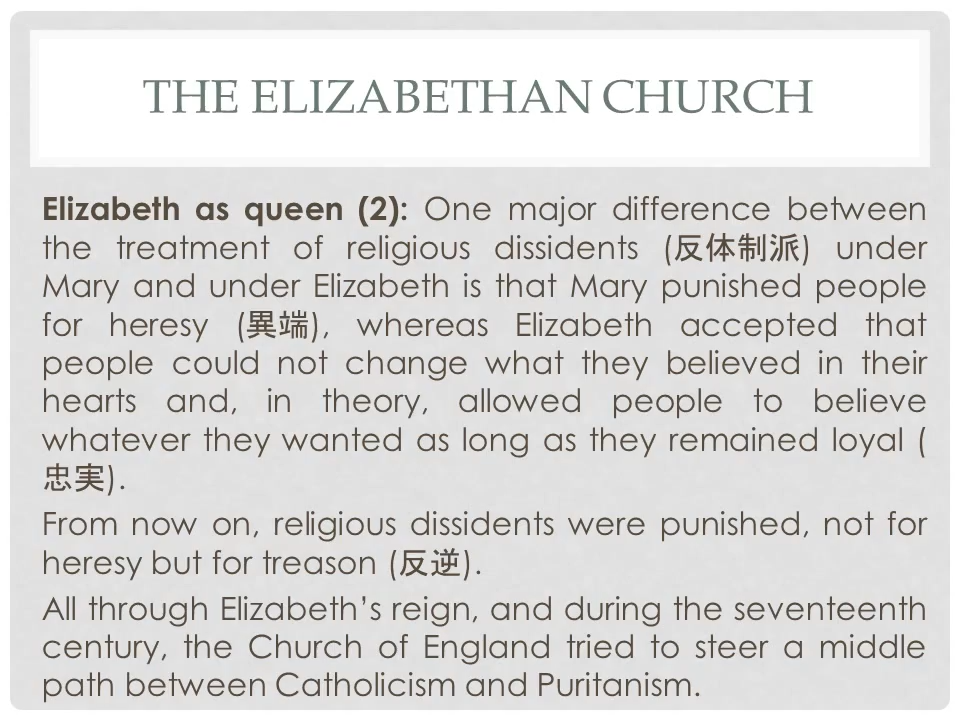 THE ELIZABETHAN CHURCH
Elizabeth as queen (2): One major difference between
the treatment of religious dissidents (反体制派) under
Mary and under Elizabeth is that Mary punished people
for heresy (異端), whereas Elizabeth accepted that
people could not change what they believed in their
hearts and, in theory, allowed people to believe
whatever they wanted as long as they remained loyal (
忠実).
From now on, religious dissidents were punished, not for
heresy but for treason (反逆).
All through Elizabeth’s reign, and during the seventeenth
century, the Church of England tried to steer a middle
path between Catholicism and Puritanism.